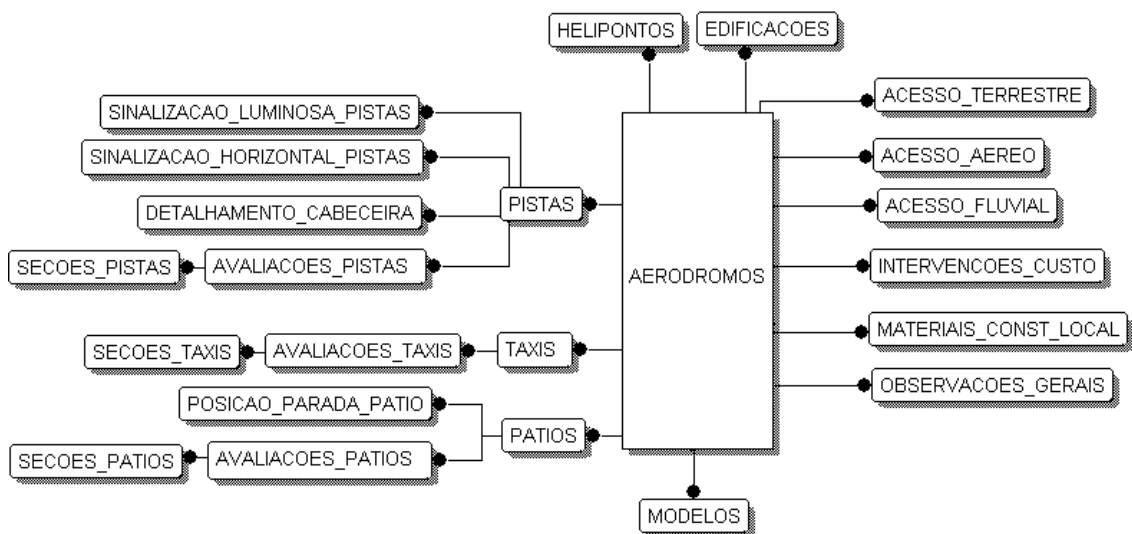 HELIPONTOS
EDIFICACOES
SINALIZACAO_LUMINOSA_PISTAS
ACESSO_TERRESTRE
SINALIZACAO_HORIZONTAL_PISTAS
ACESSO_AEREO
DETALHAMENTO_CABECEIRA
PISTAS
ACESSO_FLUVIAL
SECOES_PISTAS
AVALIACOES_PISTAS
AERODROMOS
INTERVENCOES_CUSTO
SECOES_TAXIS
AVALIACOES_TAXIS
TAXIS
MATERIAIS_CONST_LOCAL
POSICAO_PARADA_PATIO
OBSERVACOES_GERAIS
PATIOS
SECOES_PATIOS
AVALIACOES_PATIOS
MODELOS